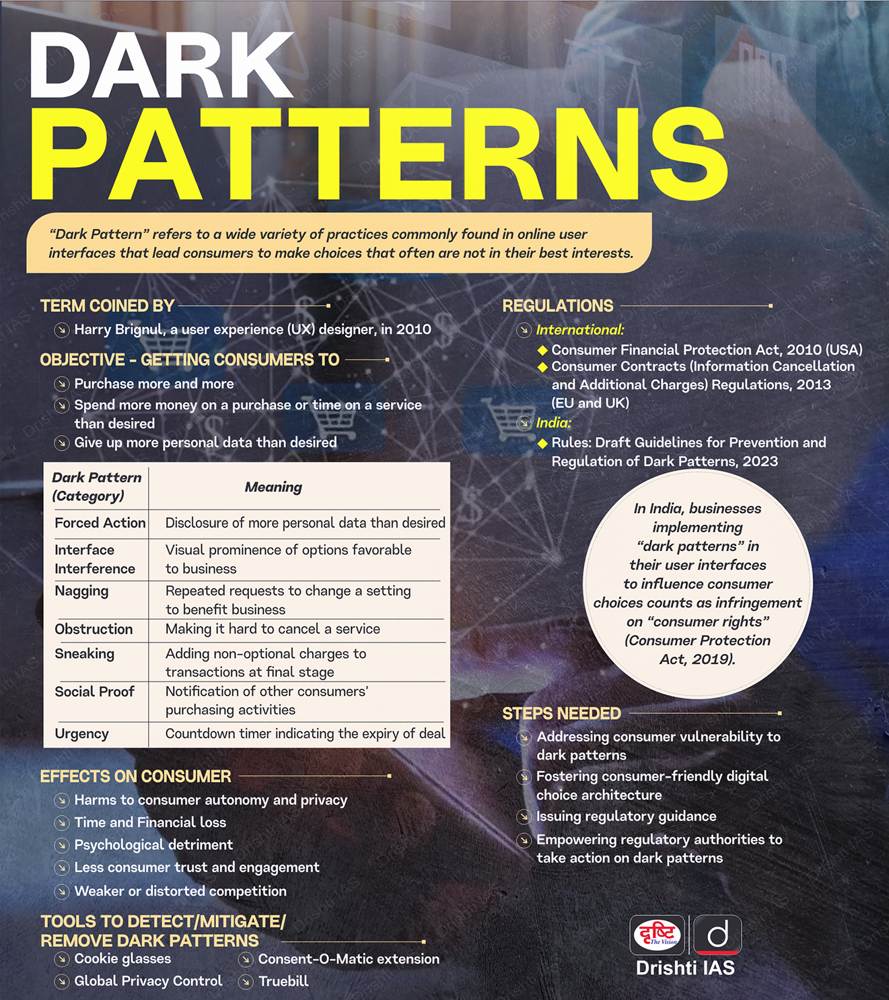 DARK
PATTERNS
“Dark Pattern” refers to a wide variety of practices commonly found in online user
interfaces that lead consumers to make choices that often are not in their best interests.
TERM COINED BY
Harry Brignul, a user experience (UX) designer, in 2010
OBJECTIVE - GETTING CONSUMERS TO
Purchase more and more
Spend more money on a purchase or time on a service
than desired
Give up more personal data than desired
Dark Pattern
(Category)
Meaning
Forced Action
Disclosure of more personal data than desired
Interface
Interference
Visual prominence of options favorable
to business
Nagging
Repeated requests to change a setting
to benefit business
Obstruction
Making it hard to cancel a service
Sneaking
Adding non-optional charges to
transactions at final stage
Social Proof
Notification of other consumers’
purchasing activities
Urgency
Countdown timer indicating the expiry of deal
EFFECTS ON CONSUMER
Harms to consumer autonomy and privacy
Time and Financial loss
Psychological detriment
Less consumer trust and engagement
Weaker or distorted competition
TOOLS TO DETECT/MITIGATE/
REMOVE DARK PATTERNS
Cookie glasses
Consent-O-Matic extension
Global Privacy Control
Truebill
REGULATIONS
International:
Consumer Financial Protection Act, 2010 (USA)
Consumer Contracts (Information Cancellation
and Additional Charges) Regulations, 2013
(EU and UK)
India:
Rules: Draft Guidelines for Prevention and
Regulation of Dark Patterns, 2023
In India, businesses
implementing
“dark patterns” in
their user interfaces
to influence consumer
choices counts as infringement
on “consumer rights”
(Consumer Protection
Act, 2019).
STEPS NEEDED
Addressing consumer vulnerability to
dark patterns
Fostering consumer-friendly digital
choice architecture
Issuing regulatory guidance
Empowering regulatory authorities to
take action on dark patterns
दृष्टि
The Vision
d
Drishti IAS